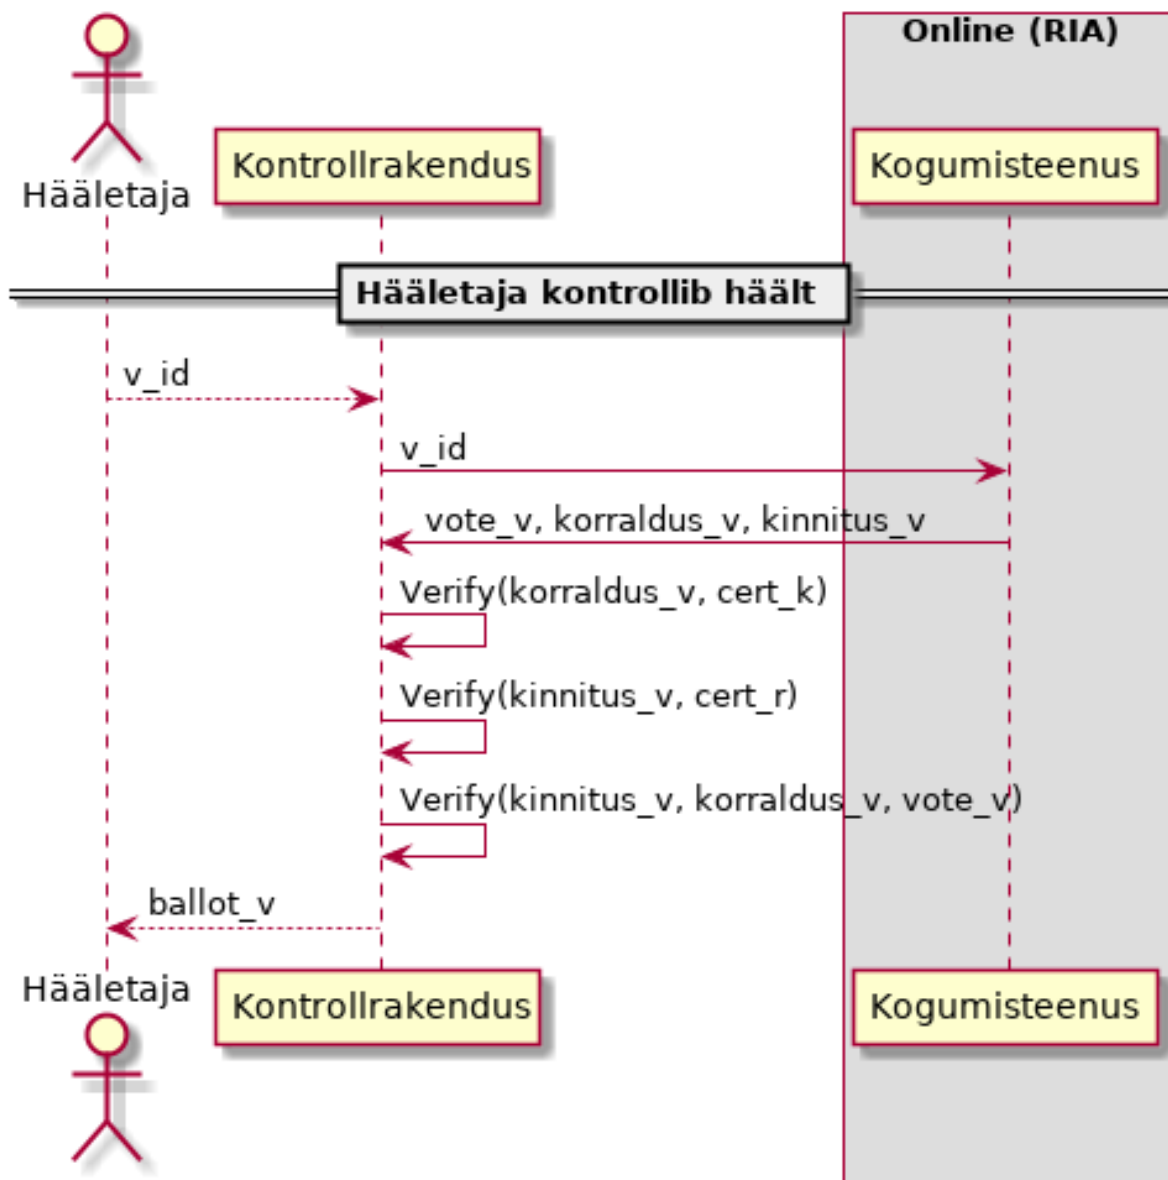 Online (RIA)
Hääletaja
Kontrollrakendus
Kogumisteenus
Hääletaja kontrollib häält
v_id
v_id
vote_v, korraldus_v, kinnitus_v
Verify(korraldus_v, cert_k)
Verify(kinnitus_v, cert_r)
Verify(kinnitus_v, korraldus_v, vote_v)
ballot_v
Hääletaja
Kontrollrakendus
Kogumisteenus